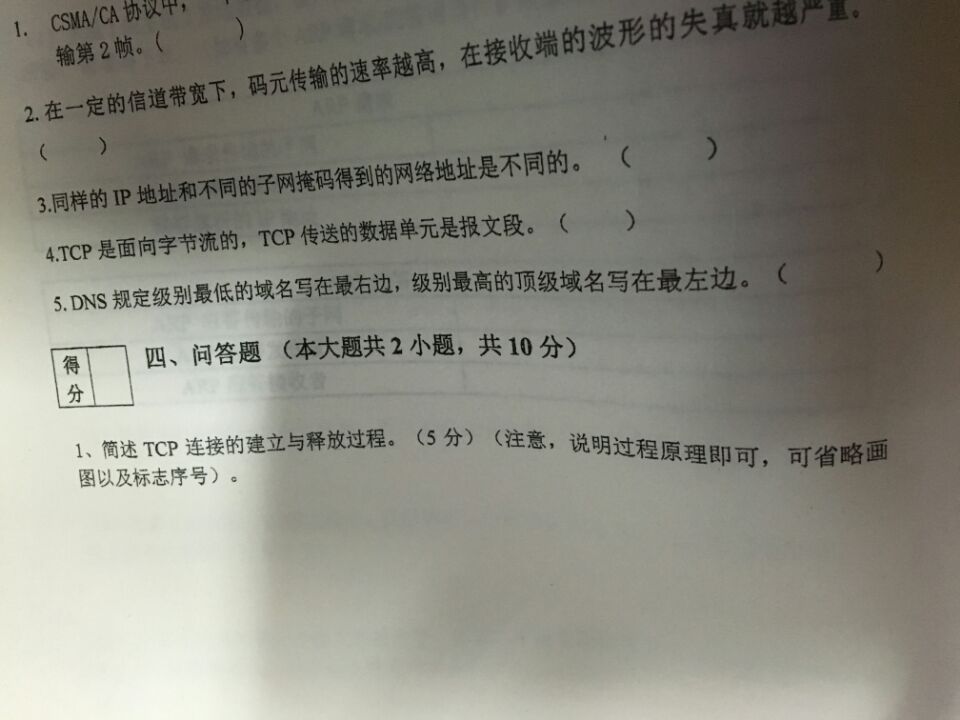 1. CSMA/CA 协议中，
输第 2 帧。（ ）
2. 在一定的信道带宽下，码元传输的速率越高，在接收端的波形的失真就越严重。
（ ）
3.同样的 IP 地址和不同的子网掩码得到的网络地址是不同的。（ ）
4.TCP 是面向字节流的，TCP 传送的数据单元是报文段。（ ）
5. DNS 规定级别最低的域名写在最右边，级别最高的顶级域名写在最左边。（ ）
得分
四、问答题 （本大题共 2 小题，共 10 分）
1、简述 TCP 连接的建立与释放过程。（5 分）（注意，说明过程原理即可，可省略画
图以及标志序号）。